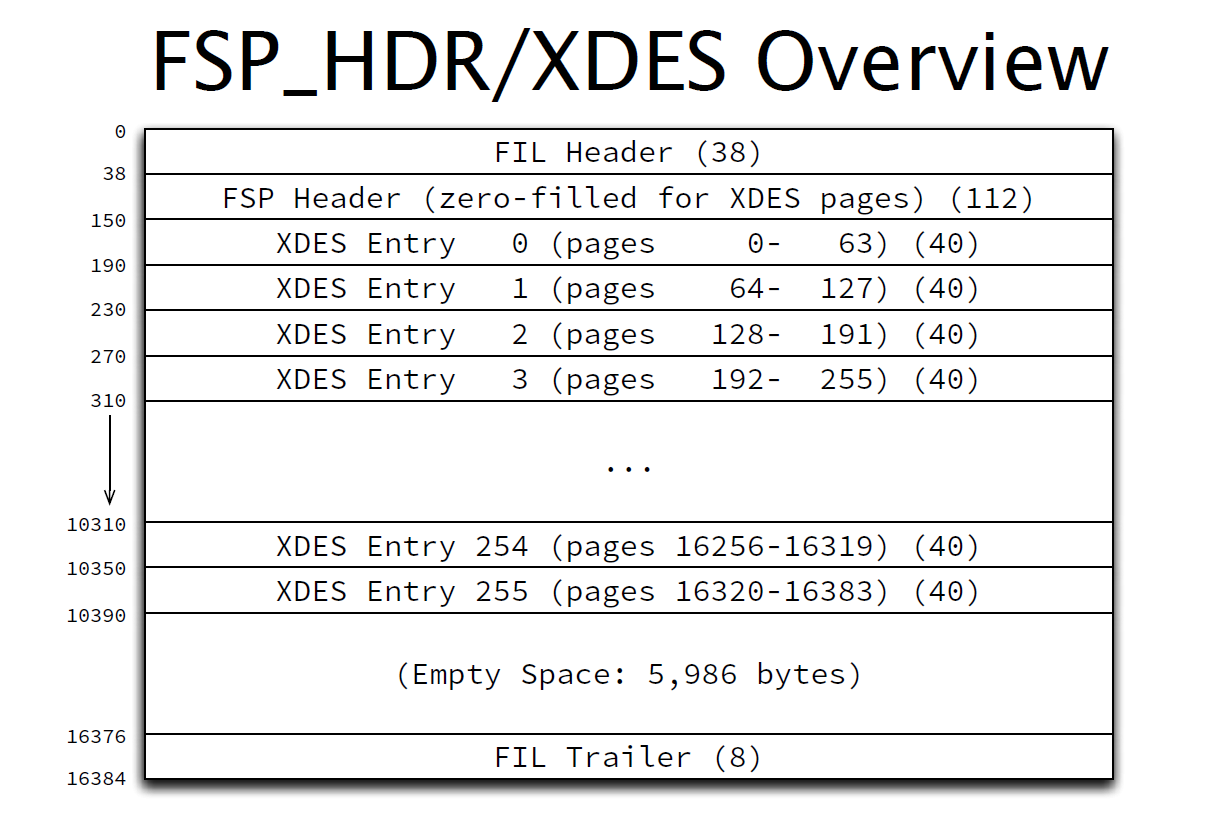 FSP_HDR/XDES Overview
0
FIL Header (38)
38
FSP Header (zero-filled for XDES pages) (112)
150
XDES Entry 0 (pages 0- 63) (40)
190
XDES Entry 1 (pages 64- 127) (40)
230
XDES Entry 2 (pages 128- 191) (40)
270
XDES Entry 3 (pages 192- 255) (40)
310
...
10310
XDES Entry 254 (pages 16256-16319) (40)
10350
XDES Entry 255 (pages 16320-16383) (40)
10390
(Empty Space: 5,986 bytes)
16376
FIL Trailer (8)
16384